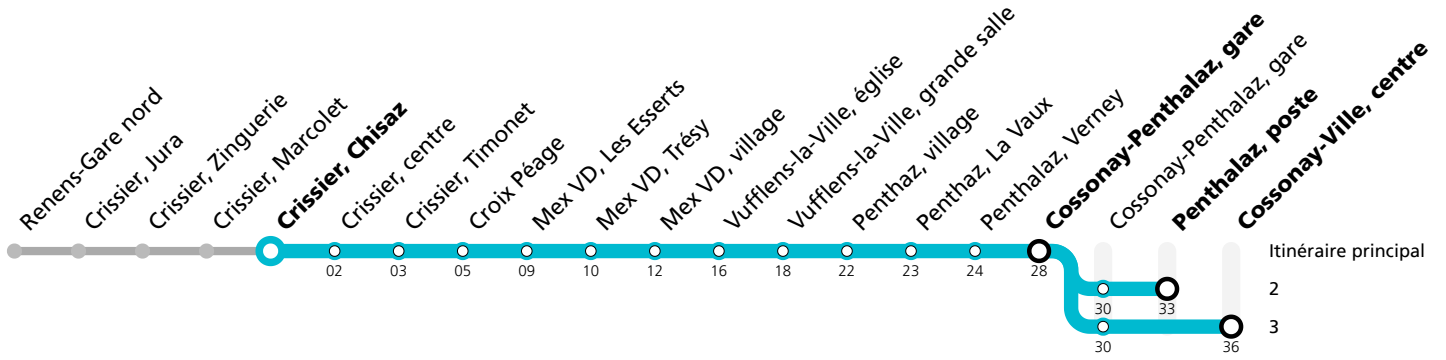 Renens-Gare nord
Crissier, Jura
Crissier, Zinguerie
Crissier, Marcolet
Crissier, Chisaz
Crissier, centre
Crissier, Timonet
Croix Péage
Mex VD, Les Esserts
Mex VD, Trésy
Mex VD, village
Vufflens-la-Ville, église
Vufflens-la-Ville, grande salle
Penthaz, village
Penthaz, La Vaux
Penthalaz, Verney
Cossonay-Penthalaz, gare
Cossonay-Penthalaz, gare
Penthalaz, poste
Cossonay-Ville, centre
Itinéraire principal
02 03 05 09 10 12 16 18 22 23 24 28
2
30 33
3
30 36